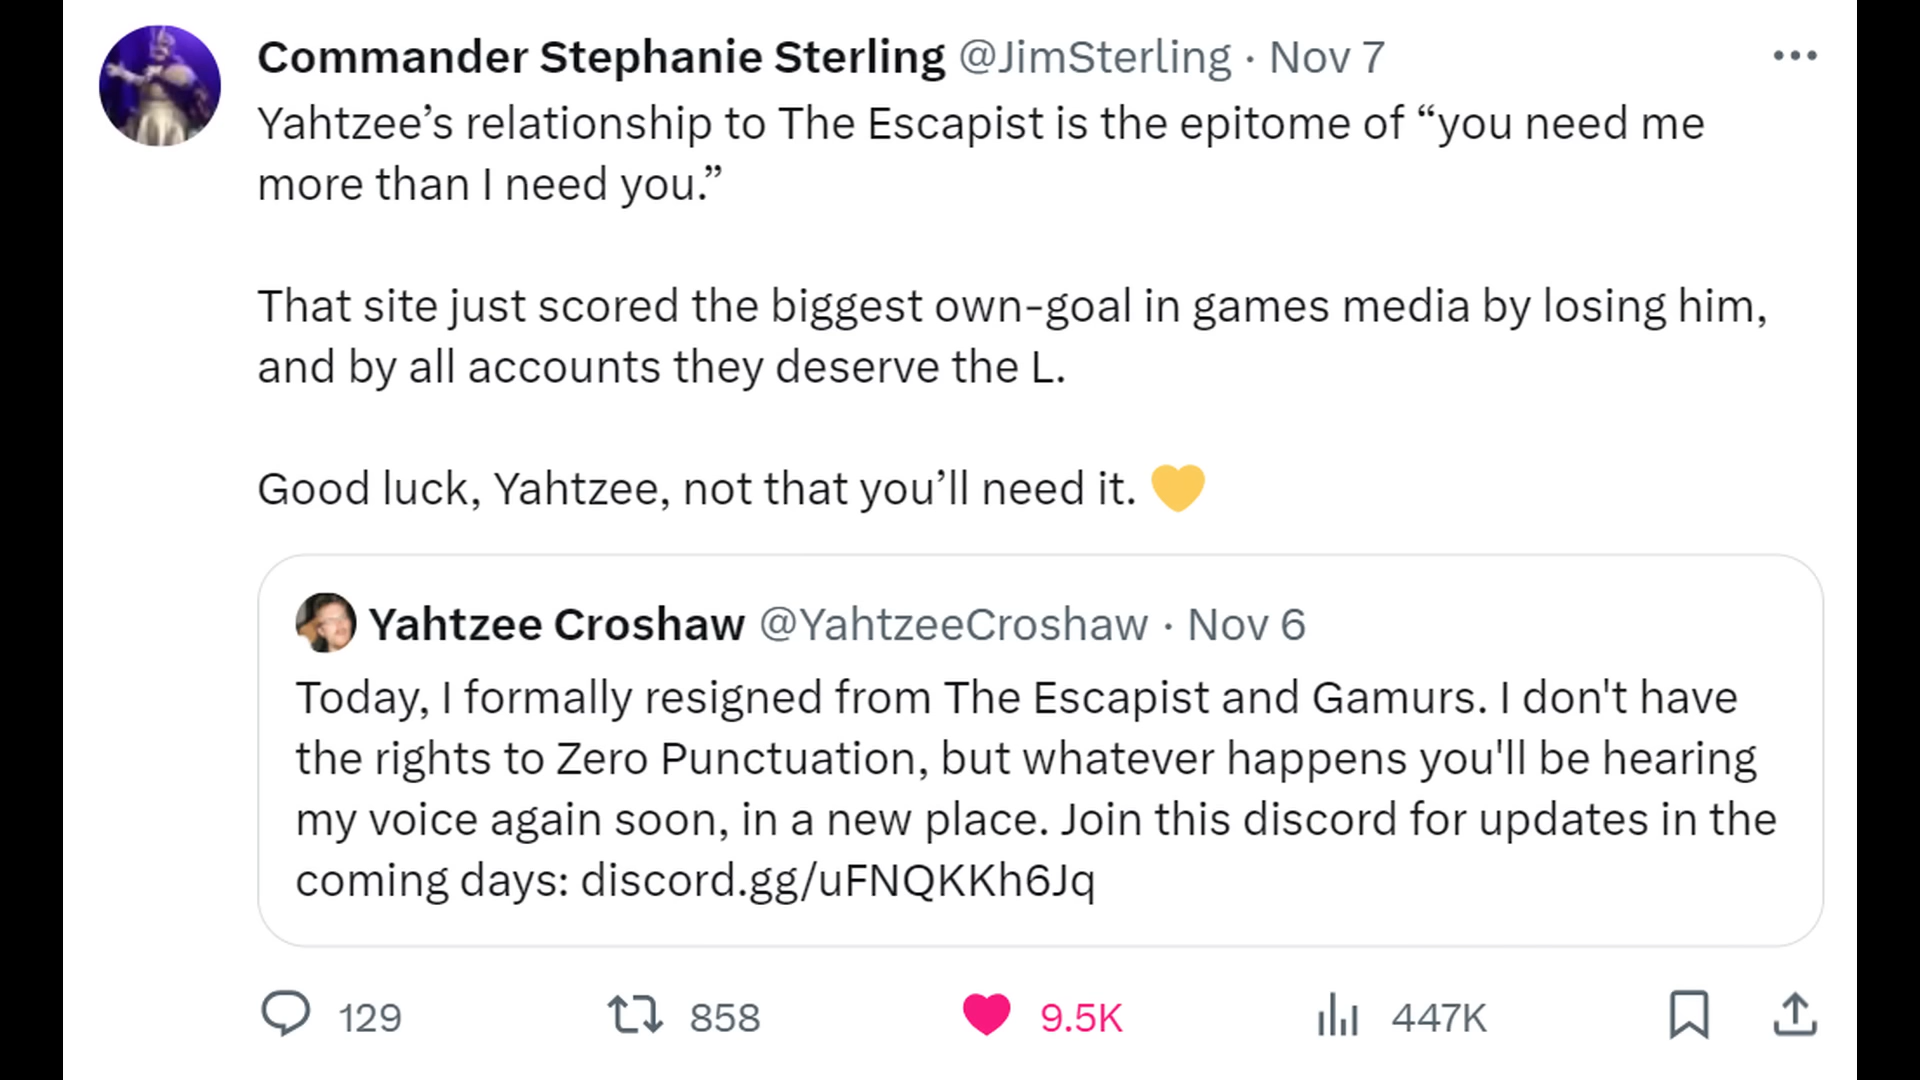 Commander Stephanie Sterling @JimSterling · Nov 7
Yahtzee’s relationship to The Escapist is the epitome of “you need me
more than I need you.”
That site just scored the biggest own-goal in games media by losing him,
and by all accounts they deserve the L.
Good luck, Yahtzee, not that you’ll need it. 💛
Yahtzee Croshaw @YahtzeeCroshaw · Nov 6
Today, I formally resigned from The Escapist and Gamurs. I don't have
the rights to Zero Punctuation, but whatever happens you'll be hearing
my voice again soon, in a new place. Join this discord for updates in the
coming days: discord.gg/uFNQKKh6Jq
129 858 9.5K 447K